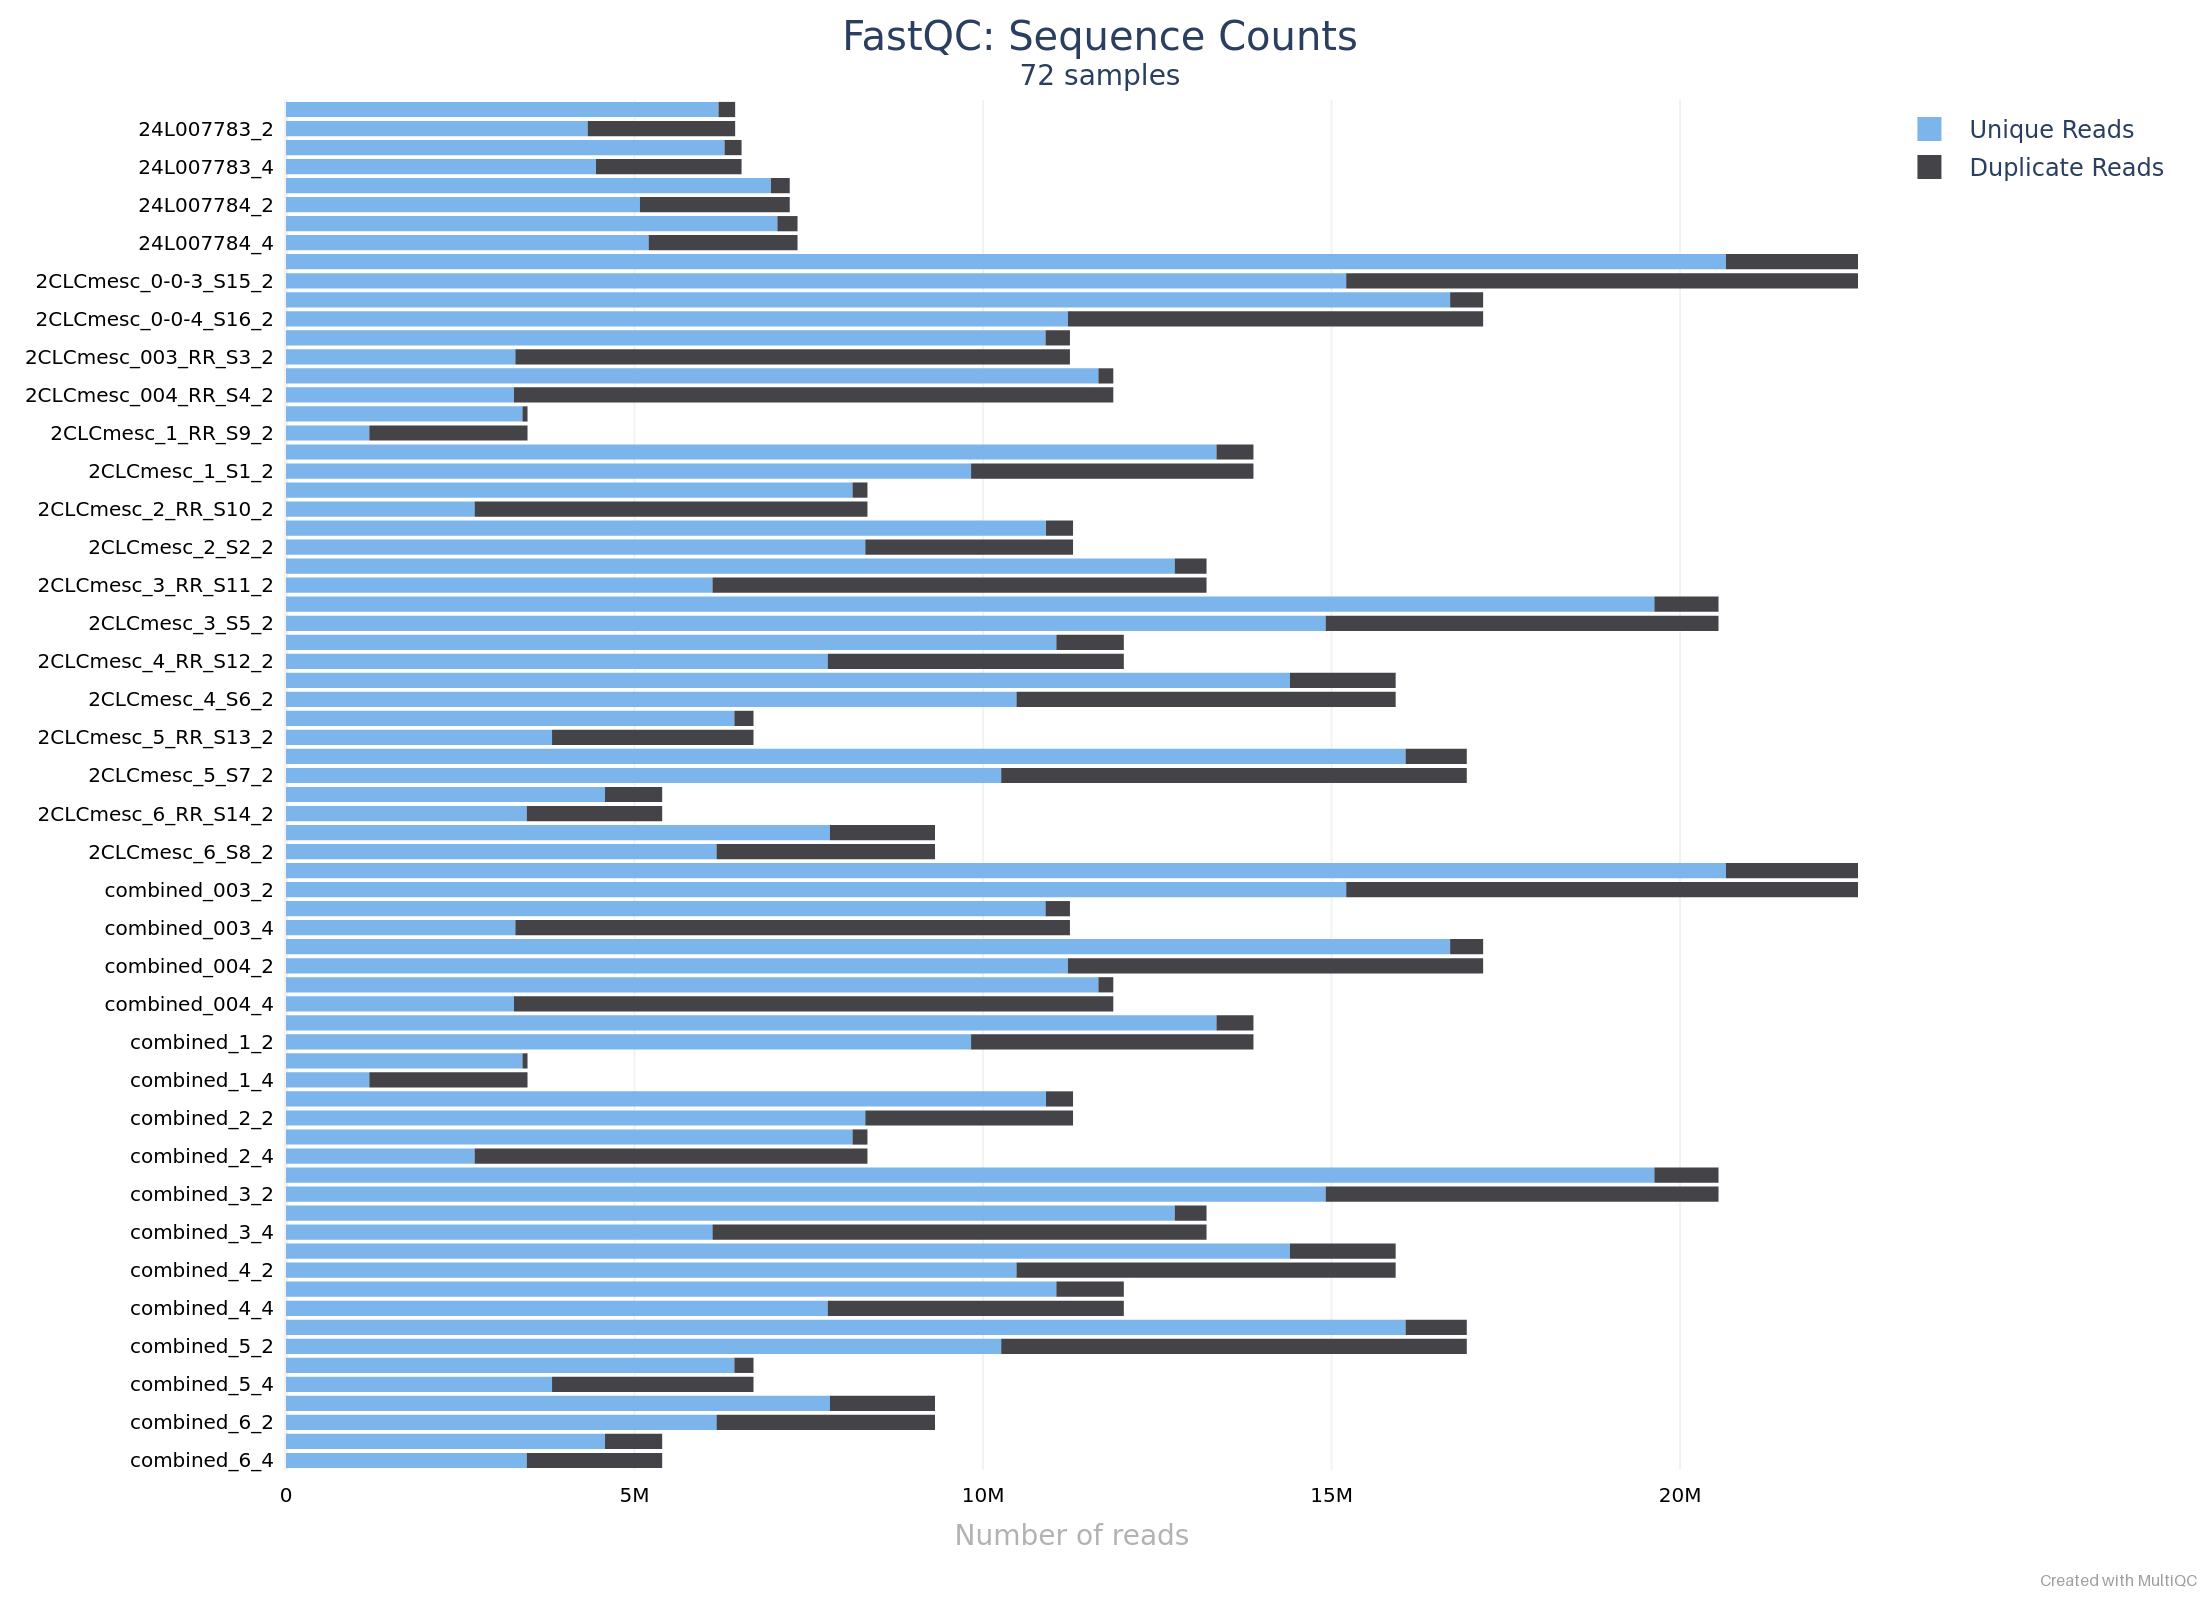 FastQC: Sequence Counts
72 samples
Unique Reads
Duplicate Reads
24L007783_2
24L007783_4
24L007784_2
24L007784_4
2CLCmesc_0-0-3_S15_2
2CLCmesc_0-0-4_S16_2
2CLCmesc_003_RR_S3_2
2CLCmesc_004_RR_S4_2
2CLCmesc_1_RR_S9_2
2CLCmesc_1_S1_2
2CLCmesc_2_RR_S10_2
2CLCmesc_2_S2_2
2CLCmesc_3_RR_S11_2
2CLCmesc_3_S5_2
2CLCmesc_4_RR_S12_2
2CLCmesc_4_S6_2
2CLCmesc_5_RR_S13_2
2CLCmesc_5_S7_2
2CLCmesc_6_RR_S14_2
2CLCmesc_6_S8_2
combined_003_2
combined_003_4
combined_004_2
combined_004_4
combined_1_2
combined_1_4
combined_2_2
combined_2_4
combined_3_2
combined_3_4
combined_4_2
combined_4_4
combined_5_2
combined_5_4
combined_6_2
combined_6_4
0 5M 10M 15M 20M
Number of reads
Created with MultiQC